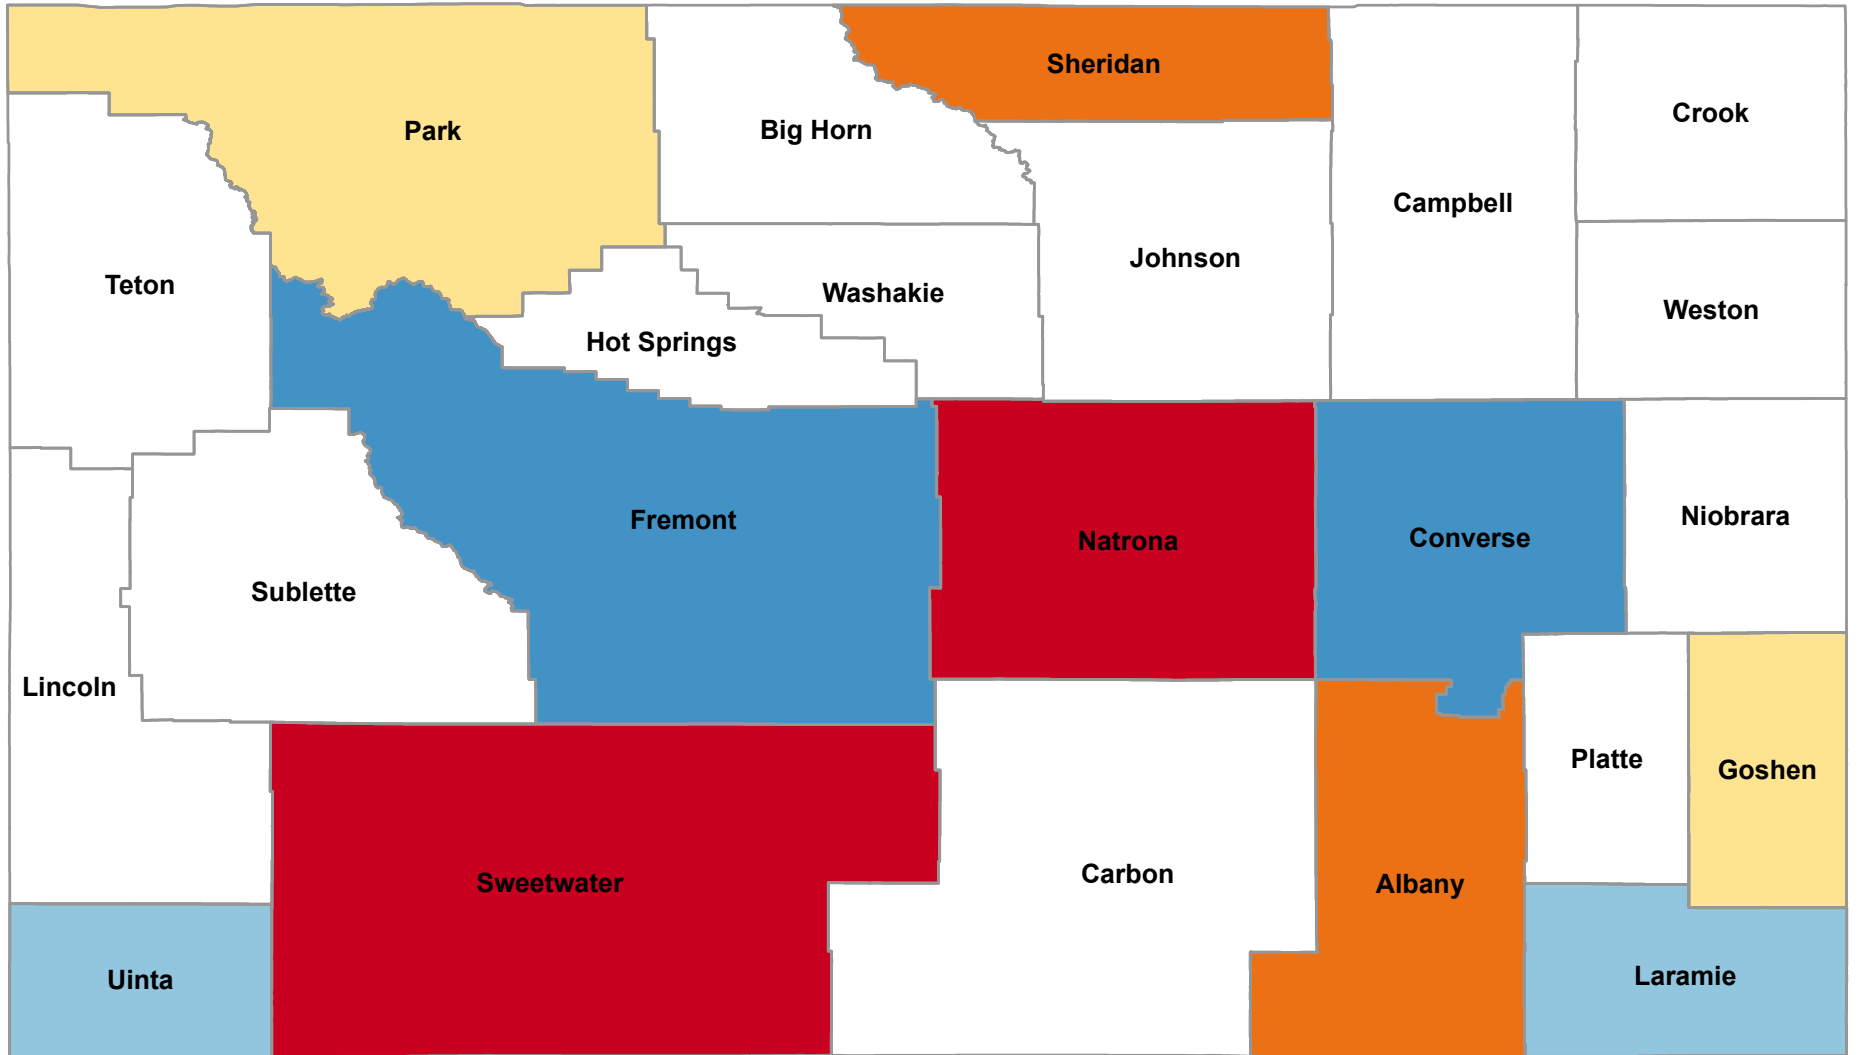 Sheridan
Park
Big Horn
Crook
Campbell
Johnson
Teton
Washakie
Weston
Hot Springs
Fremont
Natrona
Converse
Niobrara
Sublette
Lincoln
Platte
Goshen
Sweetwater
Carbon
Albany
Uinta
Laramie